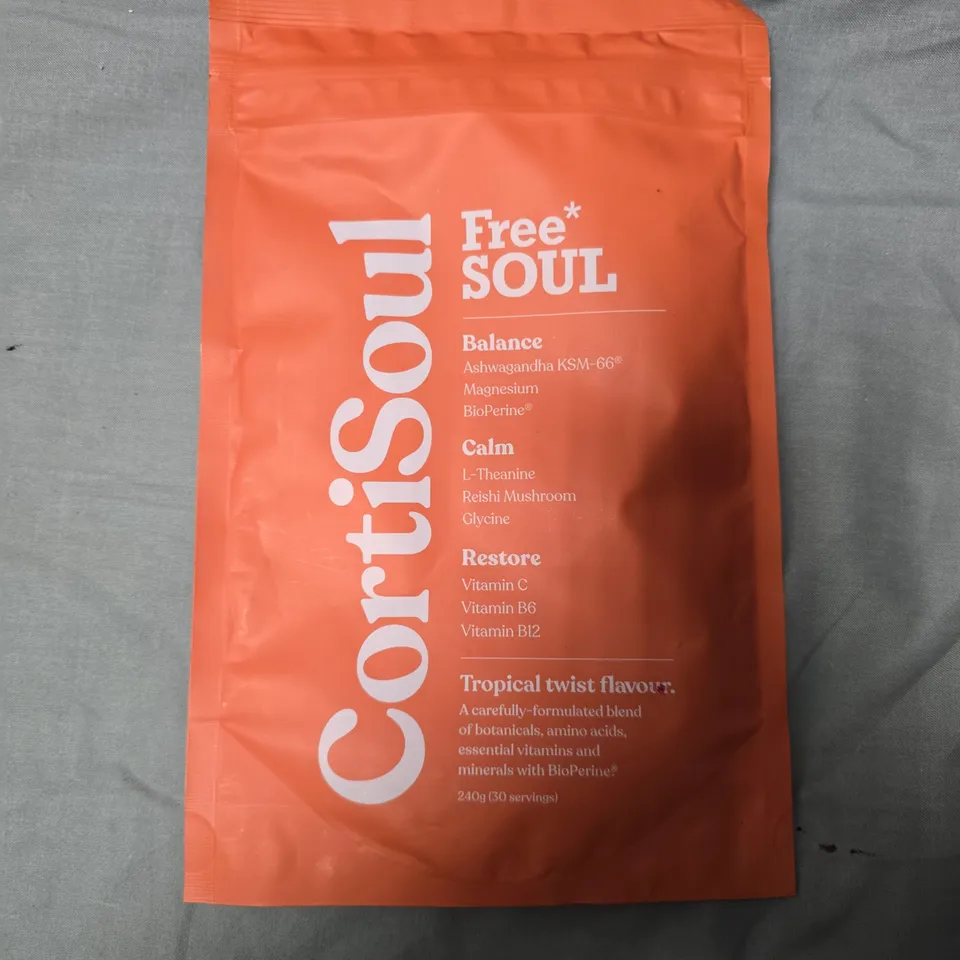 CortiSoul
Free*
SOUL
Balance
Ashwagandha KSM-66®
Magnesium
BioPerine®
Calm
L-Theanine
Reishi Mushroom
Glycine
Restore
Vitamin C
Vitamin B6
Vitamin B12
Tropical twist flavour.
A carefully-formulated blend
of botanicals, amino acids,
essential vitamins and
minerals with BioPerine.®
240g (30 servings)